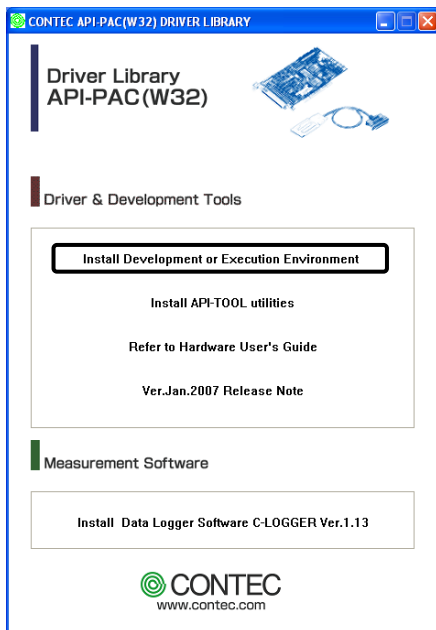 CONTEC API-PAC(W32) DRIVER LIBRARY
Driver Library
API-PAC(W32)
Driver & Development Tools
Install Development or Execution Environment
Install API-TOOL utilities
Refer to Hardware User's Guide
Ver.Jan.2007 Release Note
Measurement Software
Install Data Logger Software C-LOGGER Ver.1.13
CONTEC
www.contec.com